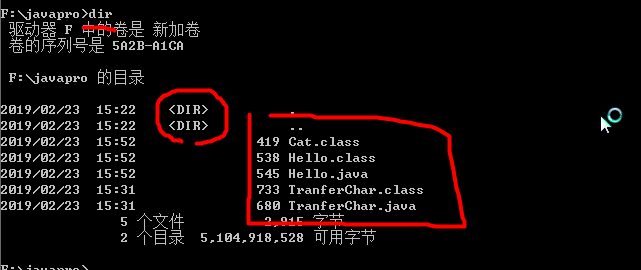 F:\javapro>dir
驱动器 F 中的卷是 新加卷
卷的序列号是 5A2B-A1CA
F:\javapro 的目录
2019/02/23 15:22 <DIR> .
2019/02/23 15:22 <DIR> ..
2019/02/23 15:52 419 Cat.class
2019/02/23 15:52 538 Hello.class
2019/02/23 15:52 545 Hello.java
2019/02/23 15:31 733 TranferChar.class
2019/02/23 15:31 680 TranferChar.java
5 个文件 2,915 字节
2 个目录 5,104,918,528 可用字节
F:\javapro>